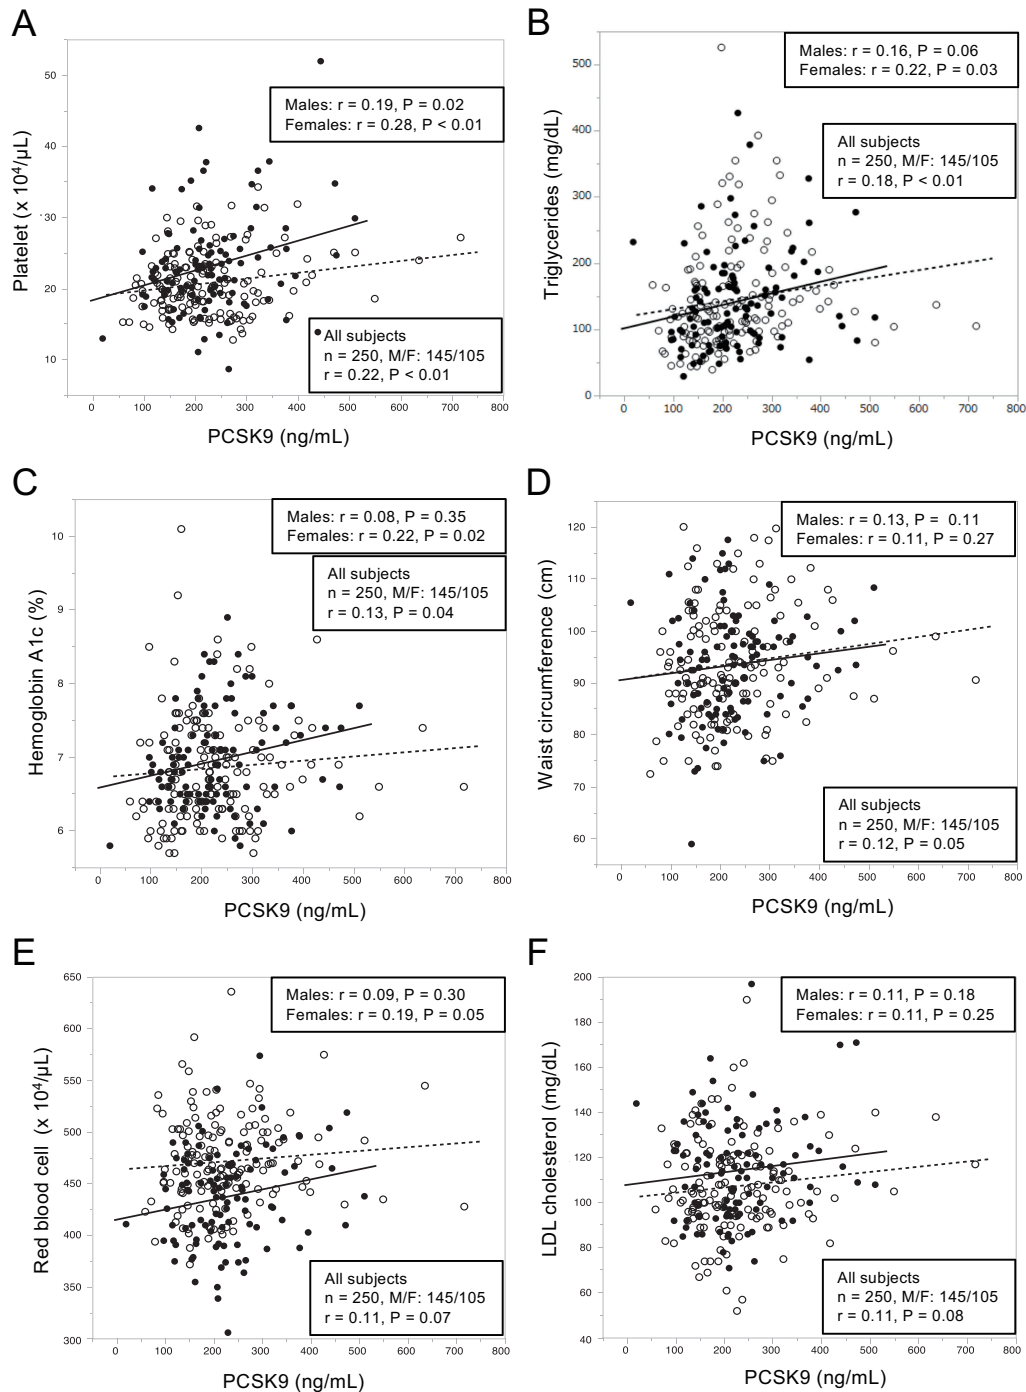 A
Platelet (x 10⁴/µL)
50
40
30
20
10
Males: r = 0.19, P = 0.02
Females: r = 0.28, P < 0.01
All subjects
n = 250, M/F: 145/105
r = 0.22, P < 0.01
0 100 200 300 400 500 600 700 800
PCSK9 (ng/mL)
B
Triglycerides (mg/dL)
500
400
300
200
100
0
Males: r = 0.16, P = 0.06
Females: r = 0.22, P = 0.03
All subjects
n = 250, M/F: 145/105
r = 0.18, P < 0.01
0 100 200 300 400 500 600 700 800
PCSK9 (ng/mL)
C
Hemoglobin A1c (%)
10
9
8
7
6
Males: r = 0.08, P = 0.35
Females: r = 0.22, P = 0.02
All subjects
n = 250, M/F: 145/105
r = 0.13, P = 0.04
0 100 200 300 400 500 600 700 800
PCSK9 (ng/mL)
D
Waist circumference (cm)
120
110
100
90
80
70
60
Males: r = 0.13, P = 0.11
Females: r = 0.11, P = 0.27
All subjects
n = 250, M/F: 145/105
r = 0.12, P = 0.05
0 100 200 300 400 500 600 700 800
PCSK9 (ng/mL)
E
Red blood cell (x 10⁴/µL)
650
600
550
500
450
400
350
300
Males: r = 0.09, P = 0.30
Females: r = 0.19, P = 0.05
All subjects
n = 250, M/F: 145/105
r = 0.11, P = 0.07
0 100 200 300 400 500 600 700 800
PCSK9 (ng/mL)
F
LDL cholesterol (mg/dL)
200
180
160
140
120
100
80
60
40
Males: r = 0.11, P = 0.18
Females: r = 0.11, P = 0.25
All subjects
n = 250, M/F: 145/105
r = 0.11, P = 0.08
0 100 200 300 400 500 600 700 800
PCSK9 (ng/mL)